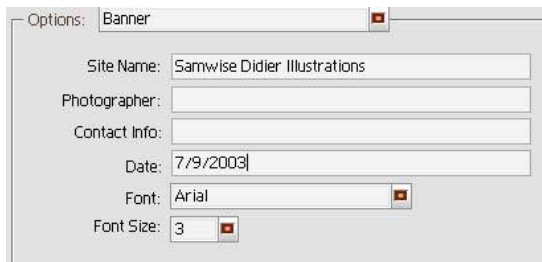 Options: Banner
Site Name: Samwise Didier Illustrations
Photographer:
Contact Info:
Date: 7/9/2003
Font: Arial
Font Size: 3